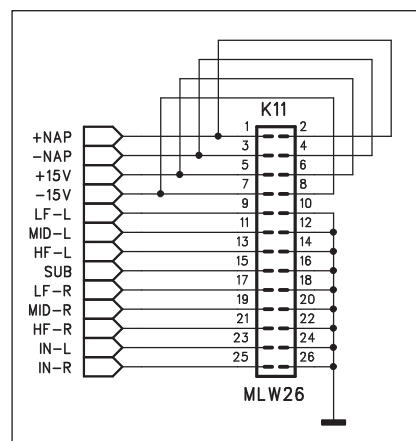 K11
+NAP 1 2
-NAP 3 4
+15V 5 6
-15V 7 8
LF-L 9 10
MID-L 11 12
HF-L 13 14
SUB 15 16
LF-R 17 18
MID-R 19 20
HF-R 21 22
IN-L 23 24
IN-R 25 26
MLW26